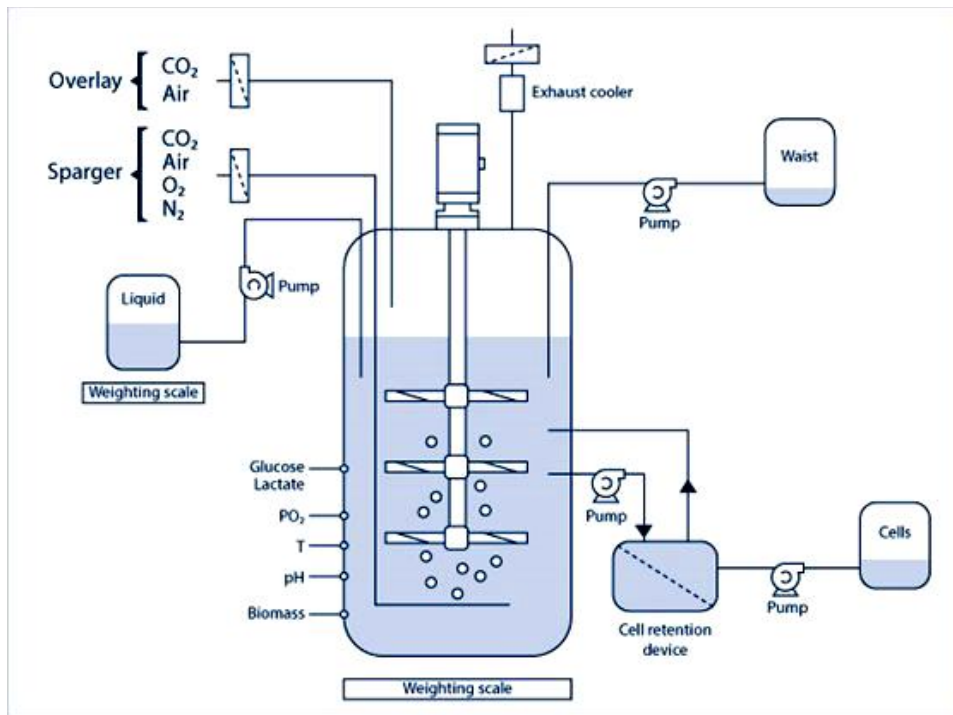 Overlay
CO₂
Air
Sparger
CO₂
Air
O₂
N₂
Exhaust cooler
Waist
Pump
Pump
Liquid
Weighting scale
Glucose
Lactate
PO₂
T
pH
Biomass
Pump
Cells
Pump
Cell retention
device
Weighting scale